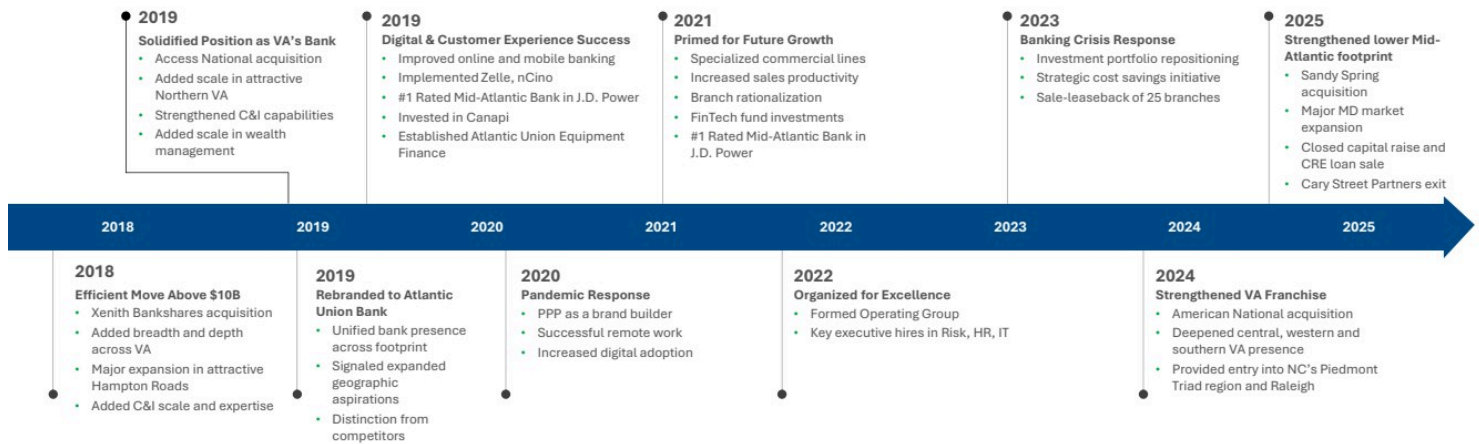 2019
Solidified Position as VA's Bank
• Access National acquisition
• Added scale in attractive
Northern VA
• Strengthened C&I capabilities
• Added scale in wealth
management
2019
Digital & Customer Experience Success
• Improved online and mobile banking
• Implemented Zelle, nCino
• #1 Rated Mid-Atlantic Bank in J.D. Power
• Invested in Canapi
• Established Atlantic Union Equipment
Finance
2021
Primed for Future Growth
• Specialized commercial lines
• Increased sales productivity
• Branch rationalization
• FinTech fund investments
• #1 Rated Mid-Atlantic Bank in
J.D. Power
2023
Banking Crisis Response
• Investment portfolio repositioning
• Strategic cost savings initiative
• Sale-leaseback of 25 branches
2025
Strengthened lower Mid-
Atlantic footprint
• Sandy Spring
acquisition
• Major MD market
expansion
• Closed capital raise and
CRE loan sale
• Cary Street Partners exit
2018 2019 2020 2021 2022 2023 2024 2025
2018
Efficient Move Above $10B
• Xenith Bankshares acquisition
• Added breadth and depth
across VA
• Major expansion in attractive
Hampton Roads
• Added C&I scale and expertise
2019
Rebranded to Atlantic
Union Bank
• Unified bank presence
across footprint
• Signaled expanded
geographic
aspirations
• Distinction from
competitors
2020
Pandemic Response
• PPP as a brand builder
• Successful remote work
• Increased digital adoption
2022
Organized for Excellence
• Formed Operating Group
• Key executive hires in Risk, HR, IT
2024
Strengthened VA Franchise
• American National acquisition
• Deepened central, western and
southern VA presence
• Provided entry into NC's Piedmont
Triad region and Raleigh